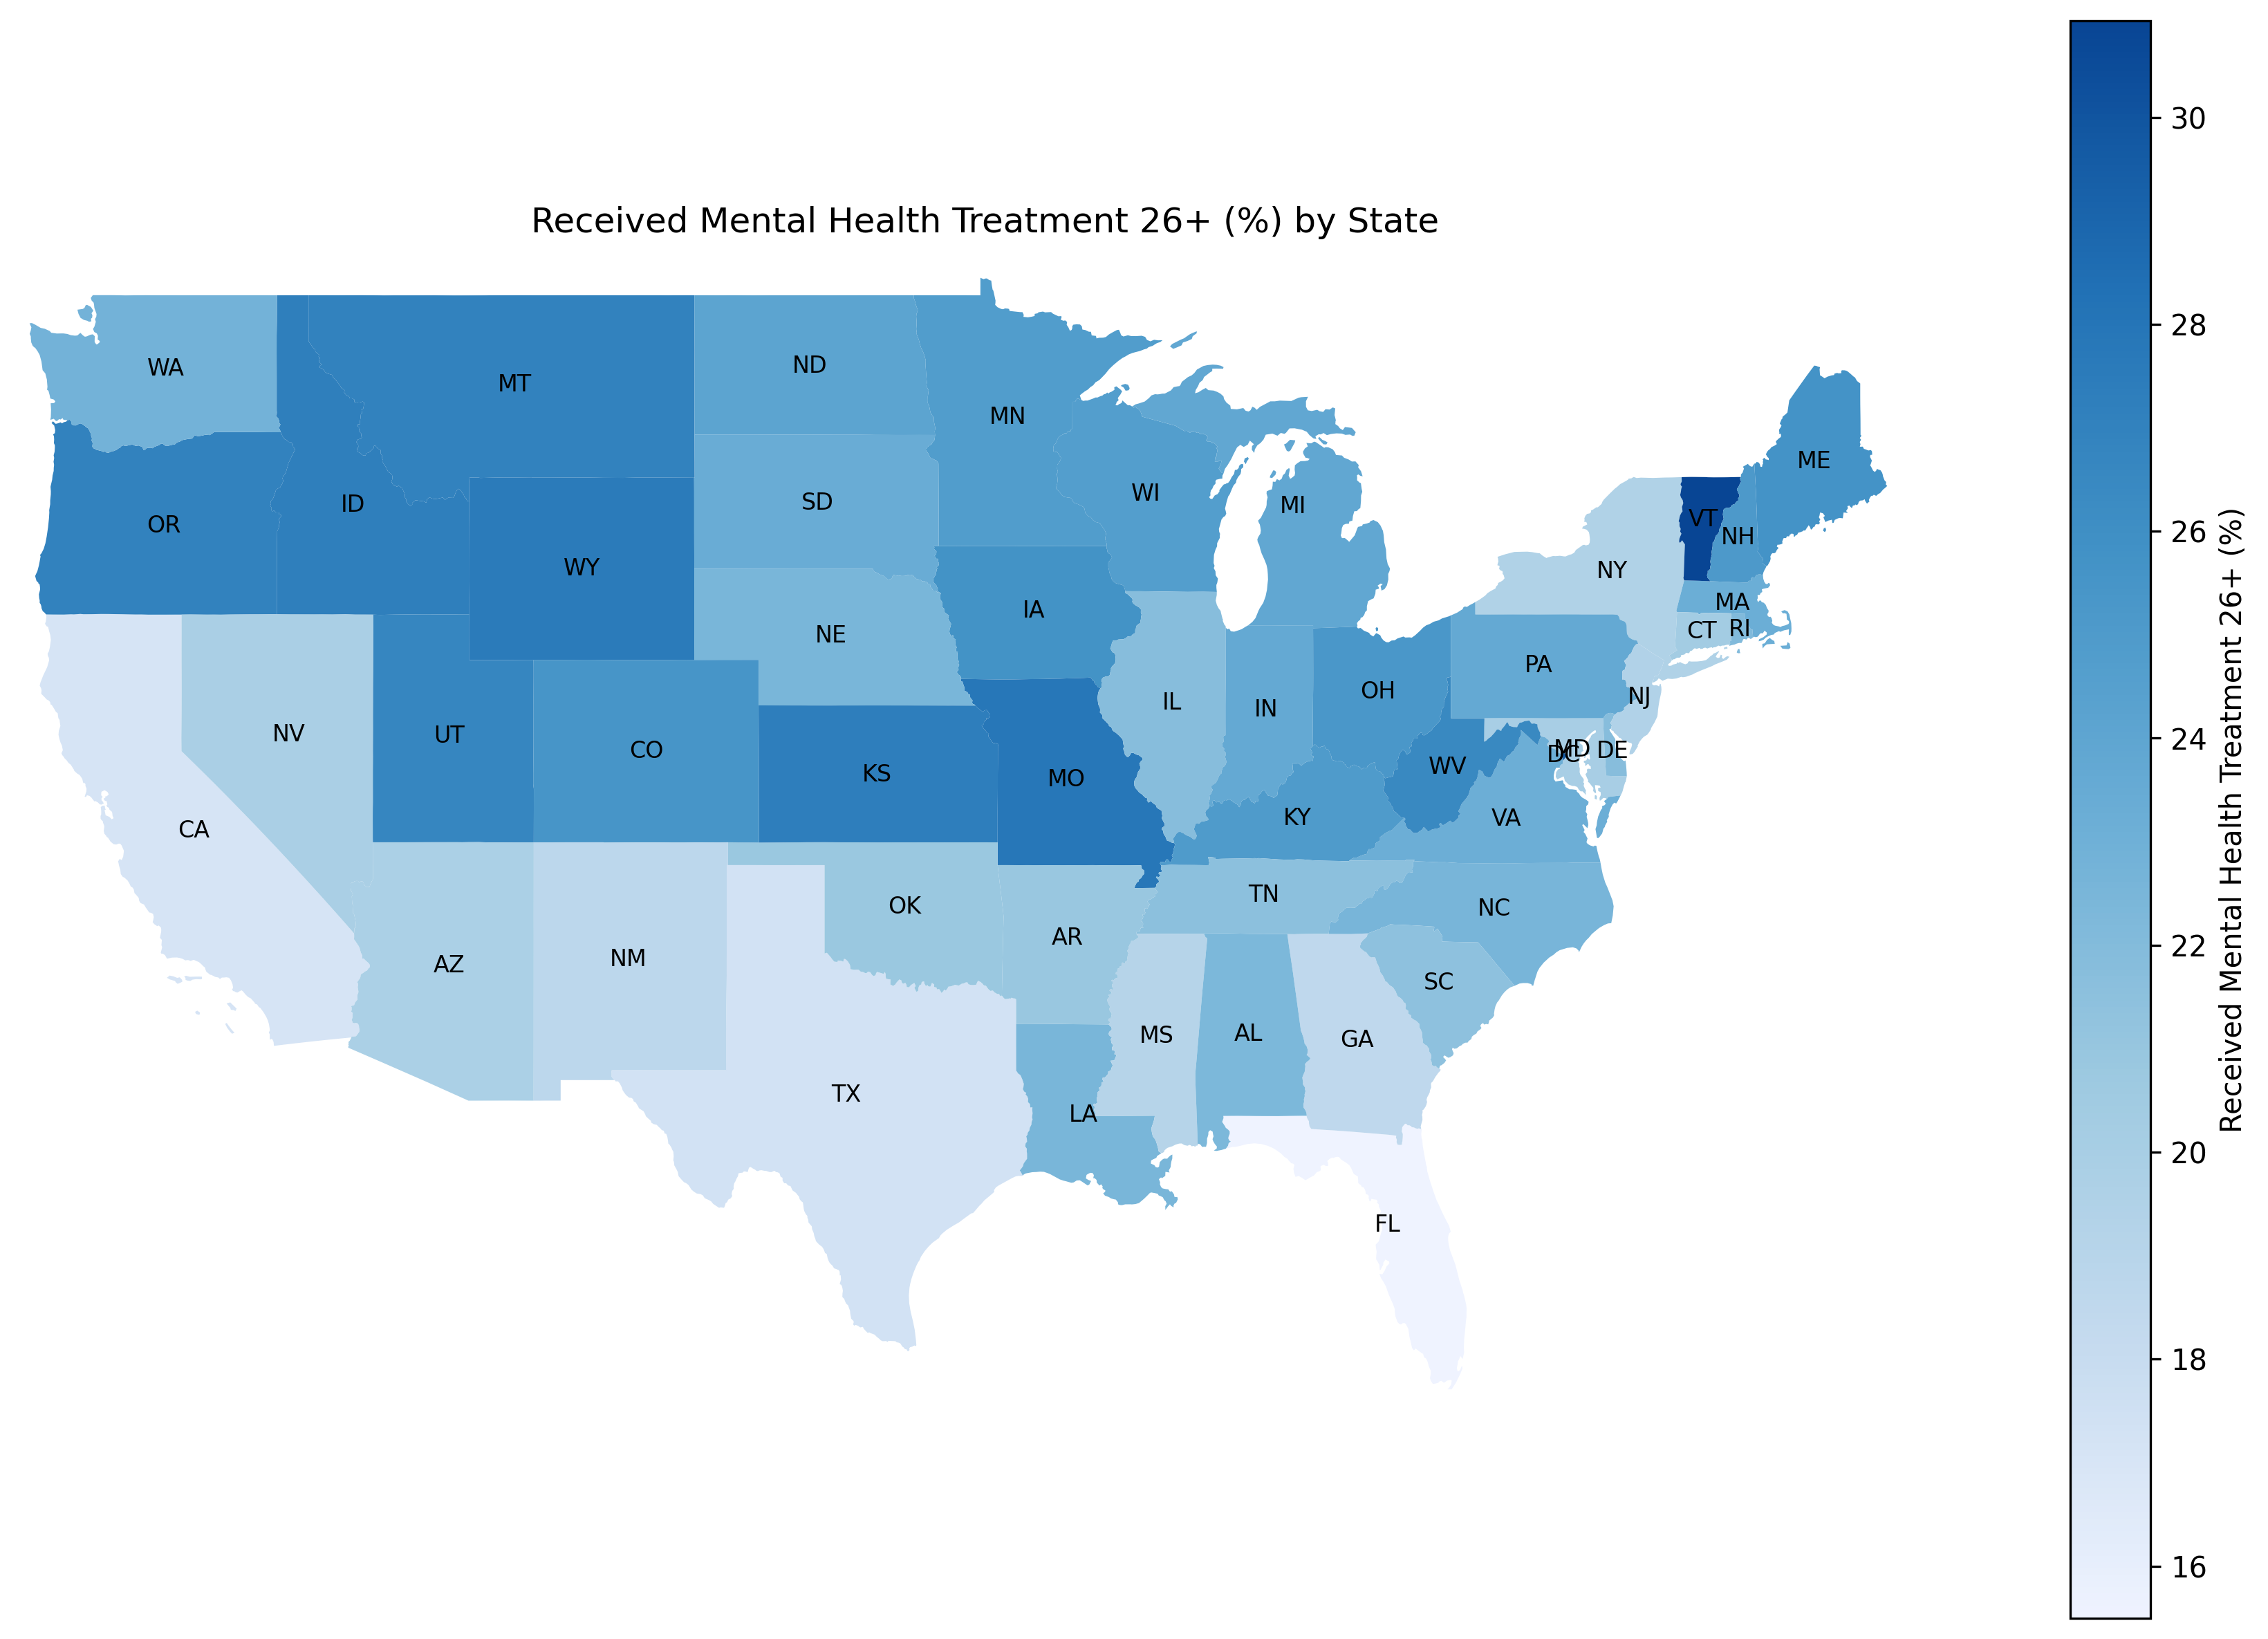 Received Mental Health Treatment 26+ (%) by State
WA
MT
ND
MN
OR
ID
SD
WI
MI
ME
WY
VT
NH
NY
MA
IA
NE
CT
RI
PA
NV
UT
CO
IL
IN
OH
NJ
KS
MO
WV
DC
MD
DE
CA
KY
VA
AZ
NM
OK
AR
TN
NC
SC
MS
AL
GA
TX
LA
FL
30
28
26
24
22
20
18
16
Received Mental Health Treatment 26+ (%)